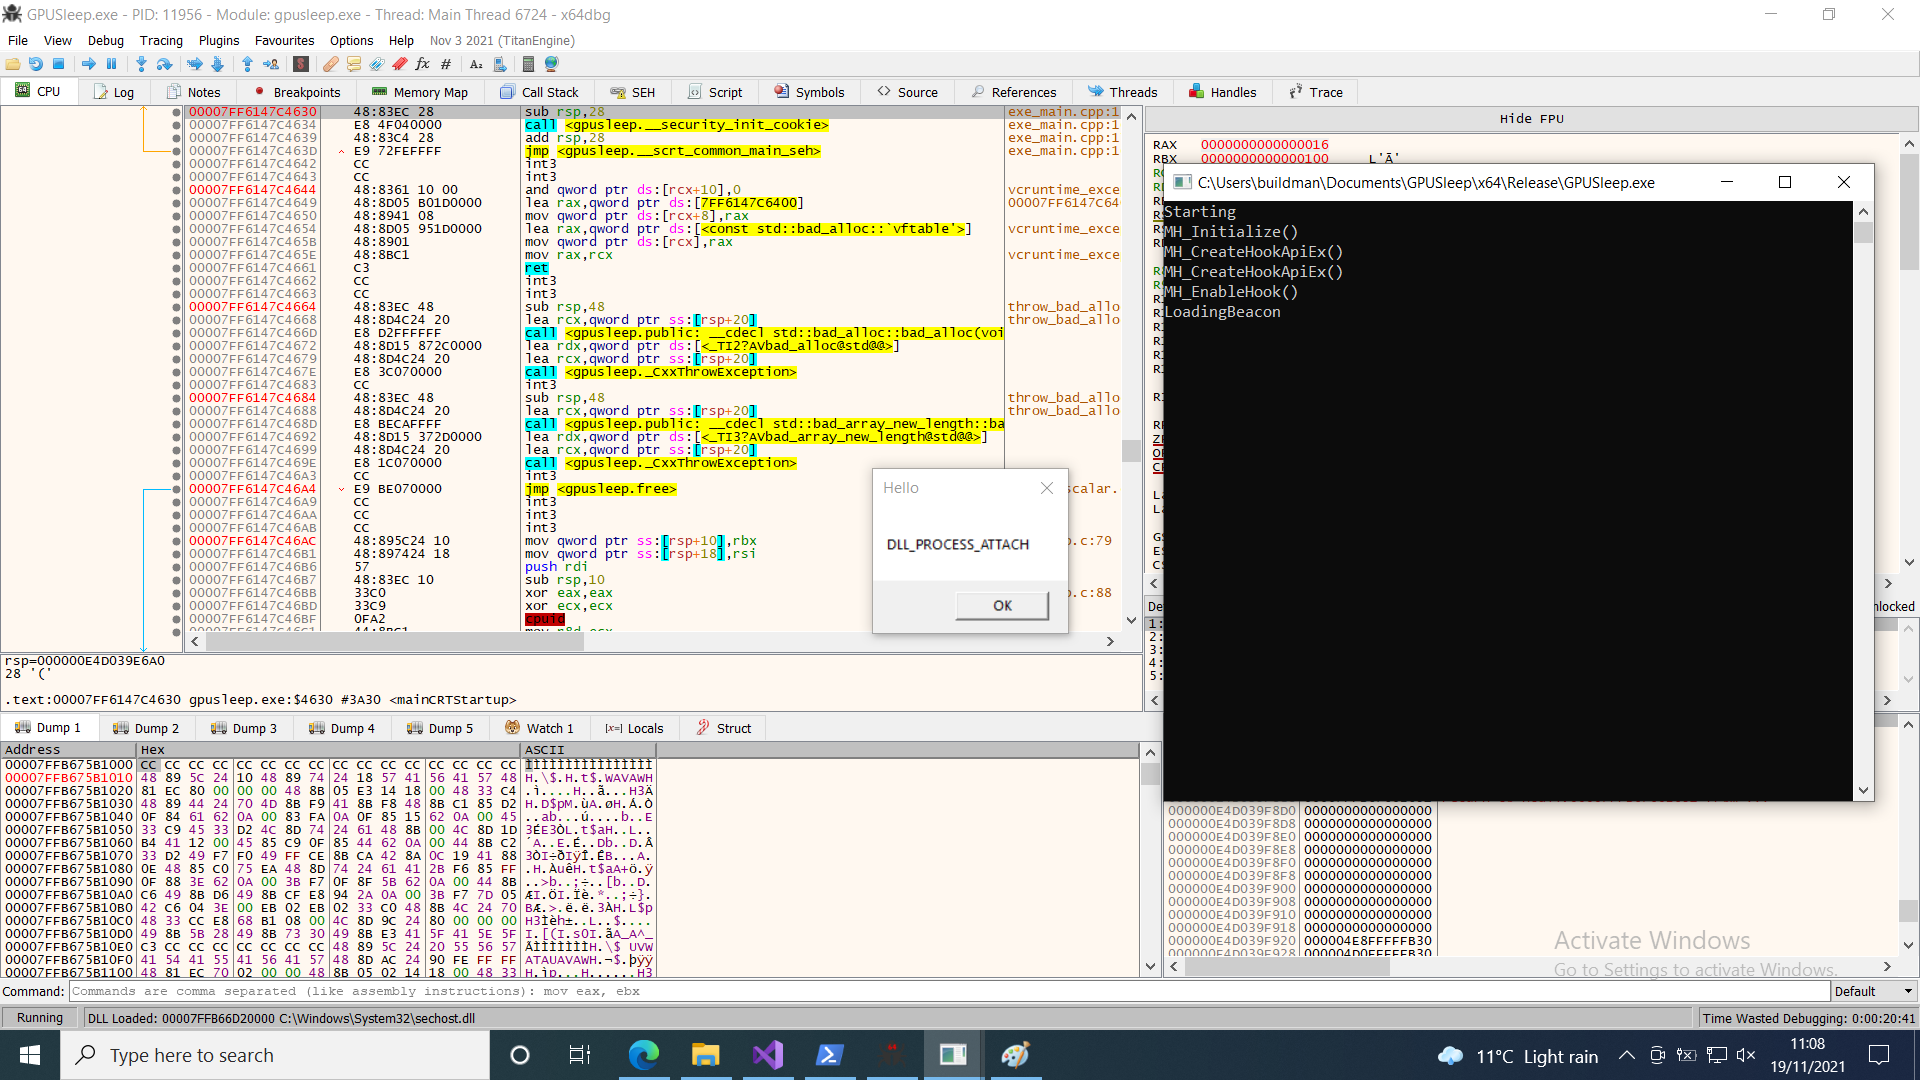 GPUSleep.exe - PID: 11956 - Module: gpusleep.exe - Thread: Main Thread 6724 - x64dbg
File View Debug Tracing Plugins Favourites Options Help Nov 3 2021 (TitanEngine)
CPU Log Notes Breakpoints Memory Map Call Stack SEH Script Symbols Source References Threads Handles Trace
00007FF6147C4630 48:83EC 28 sub rsp,28 exe_main.cpp:1
00007FF6147C4634 E8 4F040000 call <gpusleep.__security_init_cookie> exe_main.cpp:1
00007FF6147C4639 48:83C4 28 add rsp,28 exe_main.cpp:1
00007FF6147C463D E9 72FEFFFF jmp <gpusleep.__scrt_common_main_seh> exe_main.cpp:1
00007FF6147C4642 CC int3
00007FF6147C4643 CC int3
00007FF6147C4644 48:8361 10 00 and qword ptr ds:[rcx+10],0 vcruntime_exce
00007FF6147C4649 48:8D05 B01D0000 lea rax,qword ptr ds:[7FF6147C6400] 00007FF6147C64
00007FF6147C4650 48:8941 08 mov qword ptr ds:[rcx+8],rax vcruntime_exce
00007FF6147C4654 48:8D05 951D0000 lea rax,qword ptr ds:[<const std::bad_alloc::`vftable'>] vcruntime_exce
00007FF6147C465B 48:8901 mov qword ptr ds:[rcx],rax
00007FF6147C465E 48:8BC1 mov rax,rcx vcruntime_exce
00007FF6147C4661 C3 ret
00007FF6147C4662 CC int3
00007FF6147C4663 CC int3
00007FF6147C4664 48:83EC 48 sub rsp,48 throw_bad_allo
00007FF6147C4668 48:8D4C24 20 lea rcx,qword ptr ss:[rsp+20] throw_bad_allo
00007FF6147C466D E8 D2FFFFFF call <gpusleep.public: __cdecl std::bad_alloc::bad_alloc(voi
00007FF6147C4672 48:8D15 872C0000 lea rdx,qword ptr ds:[<_TI2?AVbad_alloc@std@@>]
00007FF6147C4679 48:8D4C24 20 lea rcx,qword ptr ss:[rsp+20]
00007FF6147C467E E8 3C070000 call <gpusleep._CxxThrowException>
00007FF6147C4683 CC int3
00007FF6147C4684 48:83EC 48 sub rsp,48 throw_bad_allo
00007FF6147C4688 48:8D4C24 20 lea rcx,qword ptr ss:[rsp+20] throw_bad_allo
00007FF6147C468D E8 BECAFFFF call <gpusleep.public: __cdecl std::bad_array_new_length::ba
00007FF6147C4692 48:8D15 372D0000 lea rdx,qword ptr ds:[<_TI3?AVbad_array_new_length@std@@>]
00007FF6147C4699 48:8D4C24 20 lea rcx,qword ptr ss:[rsp+20]
00007FF6147C469E E8 1C070000 call <gpusleep._CxxThrowException>
00007FF6147C46A3 CC int3
00007FF6147C46A4 E9 BE070000 jmp <gpusleep.free> scalar.
00007FF6147C46A9 CC int3
00007FF6147C46AA CC int3
00007FF6147C46AB CC int3
00007FF6147C46AC 48:895C24 10 mov qword ptr ss:[rsp+10],rbx p.c:79
00007FF6147C46B1 48:897424 18 mov qword ptr ss:[rsp+18],rsi
00007FF6147C46B6 57 push rdi
00007FF6147C46B7 48:83EC 10 sub rsp,10
00007FF6147C46BB 33C0 xor eax,eax p.c:88
00007FF6147C46BD 33C9 xor ecx,ecx
00007FF6147C46BF 0FA2 cpuid
Hide FPU
RAX 0000000000000016
RBX 0000000000000100 L'Ā'
C:\Users\buildman\Documents\GPUSleep\x64\Release\GPUSleep.exe
Starting
MH_Initialize()
MH_CreateHookApiEx()
MH_CreateHookApiEx()
MH_EnableHook()
LoadingBeacon
Hello
DLL_PROCESS_ATTACH
OK
nlocked
1:
2:
3:
4:
5:
rsp=000000E4D039E6A0
28 '('
.text:00007FF6147C4630 gpusleep.exe:$4630 #3A30 <mainCRTStartup>
Dump 1 Dump 2 Dump 3 Dump 4 Dump 5 Watch 1 Locals Struct
Address Hex ASCII
00007FFB675B1000 CC CC CC CC CC CC CC CC CC CC CC CC CC CC CC CC ÌÌÌÌÌÌÌÌÌÌÌÌÌÌÌÌ
00007FFB675B1010 48 89 5C 24 10 48 89 74 24 18 57 41 56 41 57 48 H.\$.H.t$.WAVAWH
00007FFB675B1020 81 EC 80 00 00 00 48 8B 05 E3 14 18 00 48 33 C4 .ì....H..ã...H3Ä
00007FFB675B1030 48 89 44 24 70 4D 8B F9 41 8B F8 48 8B C1 85 D2 H.D$pM.ùA.øH.Á.Ò
00007FFB675B1040 0F 84 61 62 0A 00 83 FA 0A 0F 85 15 62 0A 00 45 ..ab...ú....b..E
00007FFB675B1050 33 C9 45 33 D2 4C 8D 74 24 61 48 8B 00 4C 8D 1D 3ÉE3ÒL.t$aH..L..
00007FFB675B1060 B4 41 12 00 45 85 C9 0F 85 44 62 0A 00 44 8B C2 ´A..E.É..Db..D.Â
00007FFB675B1070 33 D2 49 F7 F0 49 FF CE 8B CA 42 8A 0C 19 41 88 3ÒI÷ðIÿÎ.ÊB...A.
00007FFB675B1080 0E 48 85 C0 75 EA 48 8D 74 24 61 41 2B F6 85 FF .H.ÀuêH.t$aA+ö.ÿ
00007FFB675B1090 0F 88 3E 62 0A 00 3B F7 0F 8F 5B 62 0A 00 44 8B ..>b..;÷..[b..D.
00007FFB675B10A0 C6 49 8B D6 49 8B CF E8 94 2A 0A 00 3B F7 7D 05 ÆI.ÖI.Ïè.*..;÷}.
00007FFB675B10B0 42 C6 04 3E 00 EB 02 EB 02 33 C0 48 8B 4C 24 70 BÆ.>.ë.ë.3ÀH.L$p
00007FFB675B10C0 48 33 CC E8 68 B1 08 00 4C 8D 9C 24 80 00 00 00 H3Ìèh±..L..$....
00007FFB675B10D0 49 8B 5B 28 49 8B 73 30 49 8B E3 41 5F 41 5E 5F I.[(I.s0I.ãA_A^_
00007FFB675B10E0 C3 CC CC CC CC CC CC CC 48 89 5C 24 20 55 56 57 ÃÌÌÌÌÌÌÌH.\$ UVW
00007FFB675B10F0 41 54 41 55 41 56 41 57 48 8D AC 24 90 FE FF FF ATAUAVAWH.¬$.þÿÿ
00007FFB675B1100 48 81 EC 70 02 00 00 48 8B 05 02 14 18 00 48 33 H.ìp...H......H3
000000E4D039F8D0 0000000000000000
000000E4D039F8D8 0000000000000000
000000E4D039F8E0 0000000000000000
000000E4D039F8E8 0000000000000000
000000E4D039F8F0 0000000000000000
000000E4D039F8F8 0000000000000000
000000E4D039F900 0000000000000000
000000E4D039F908 0000000000000000
000000E4D039F910 0000000000000000
000000E4D039F918 0000000000000000
000000E4D039F920 000004E8FFFFFB30
000000E4D039F928 000004D0FFFFFB30
Activate Windows
Go to Settings to activate Windows.
Command: Commands are comma separated (like assembly instructions): mov eax, ebx Default
Running DLL Loaded: 00007FFB66D20000 C:\Windows\System32\sechost.dll Time Wasted Debugging: 0:00:20:41
Type here to search
11°C Light rain
11:08
19/11/2021